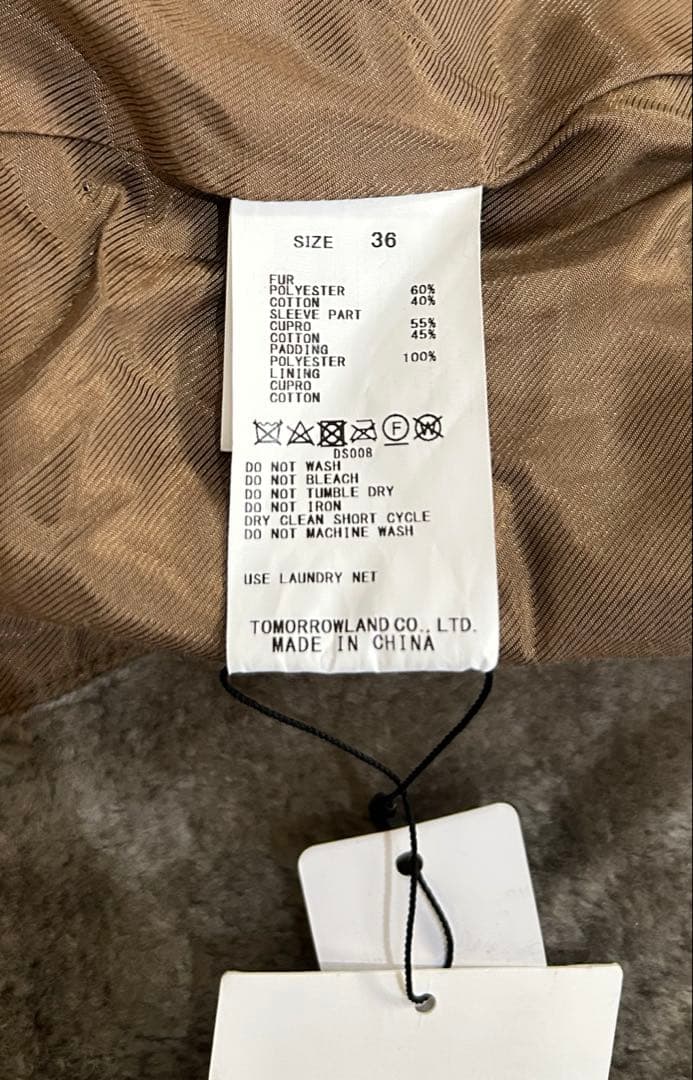 SIZE 36
FUR
POLYESTER 60%
COTTON 40%
SLEEVE PART
CUPRO 55%
COTTON 45%
PADDING
POLYESTER 100%
LINING
CUPRO
COTTON
F W
DS008
DO NOT WASH
DO NOT BLEACH
DO NOT TUMBLE DRY
DO NOT IRON
DRY CLEAN SHORT CYCLE
DO NOT MACHINE WASH
USE LAUNDRY NET
TOMORROWLAND CO., LTD.
MADE IN CHINA